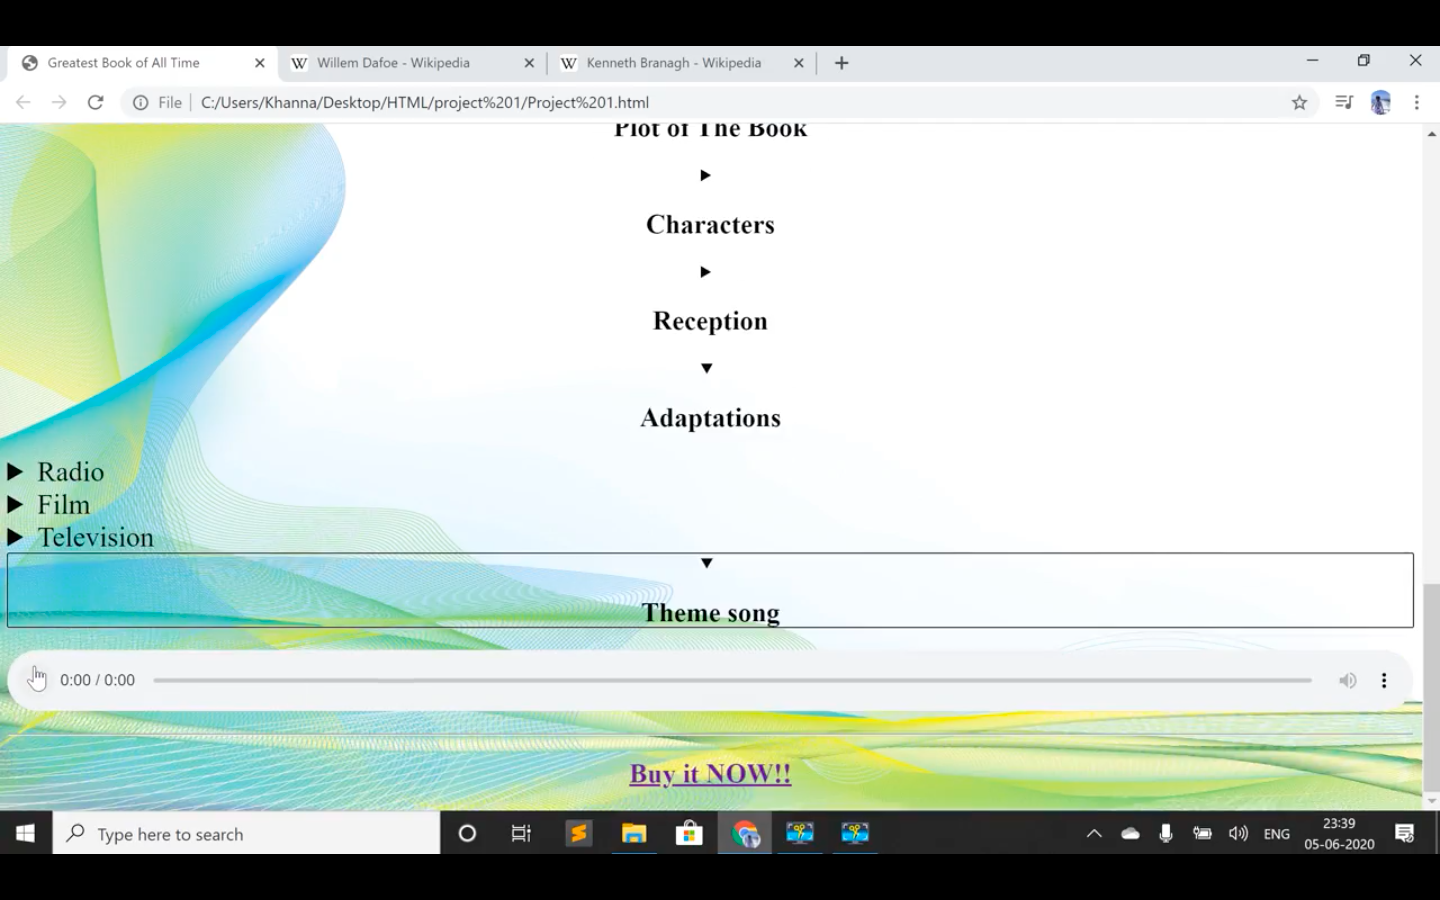 Greatest Book of All Time
Willem Dafoe - Wikipedia
Kenneth Branagh - Wikipedia
File
C:/Users/Khanna/Desktop/HTML/project%201/Project%201.html
Plot of The Book
Characters
Reception
Adaptations
Radio
Film
Television
Theme song
0:00 / 0:00
Buy it NOW!!
Type here to search
ENG
23:39
05-06-2020